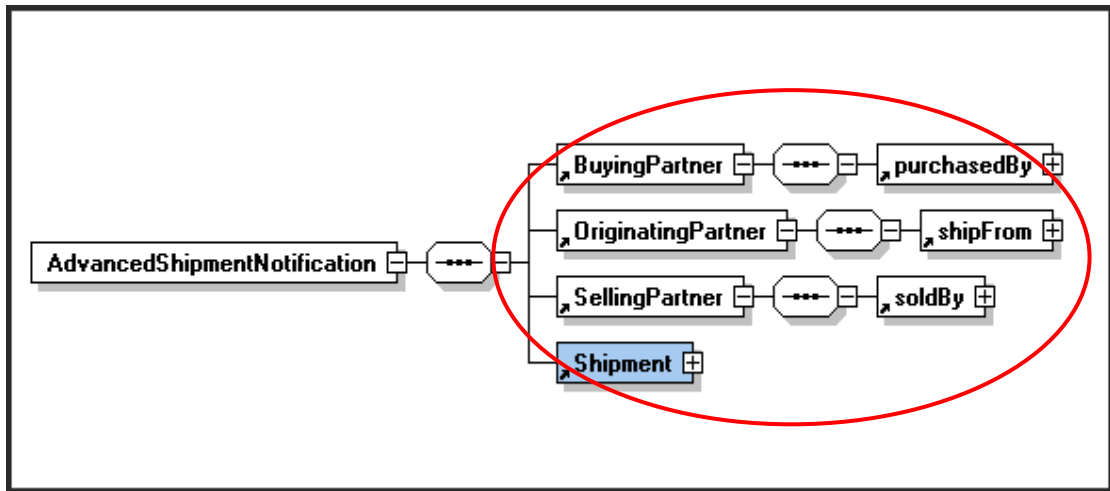 BuyingPartner
purchasedBy
OriginatingPartner
shipFrom
AdvancedShipmentNotification
SellingPartner
soldBy
Shipment